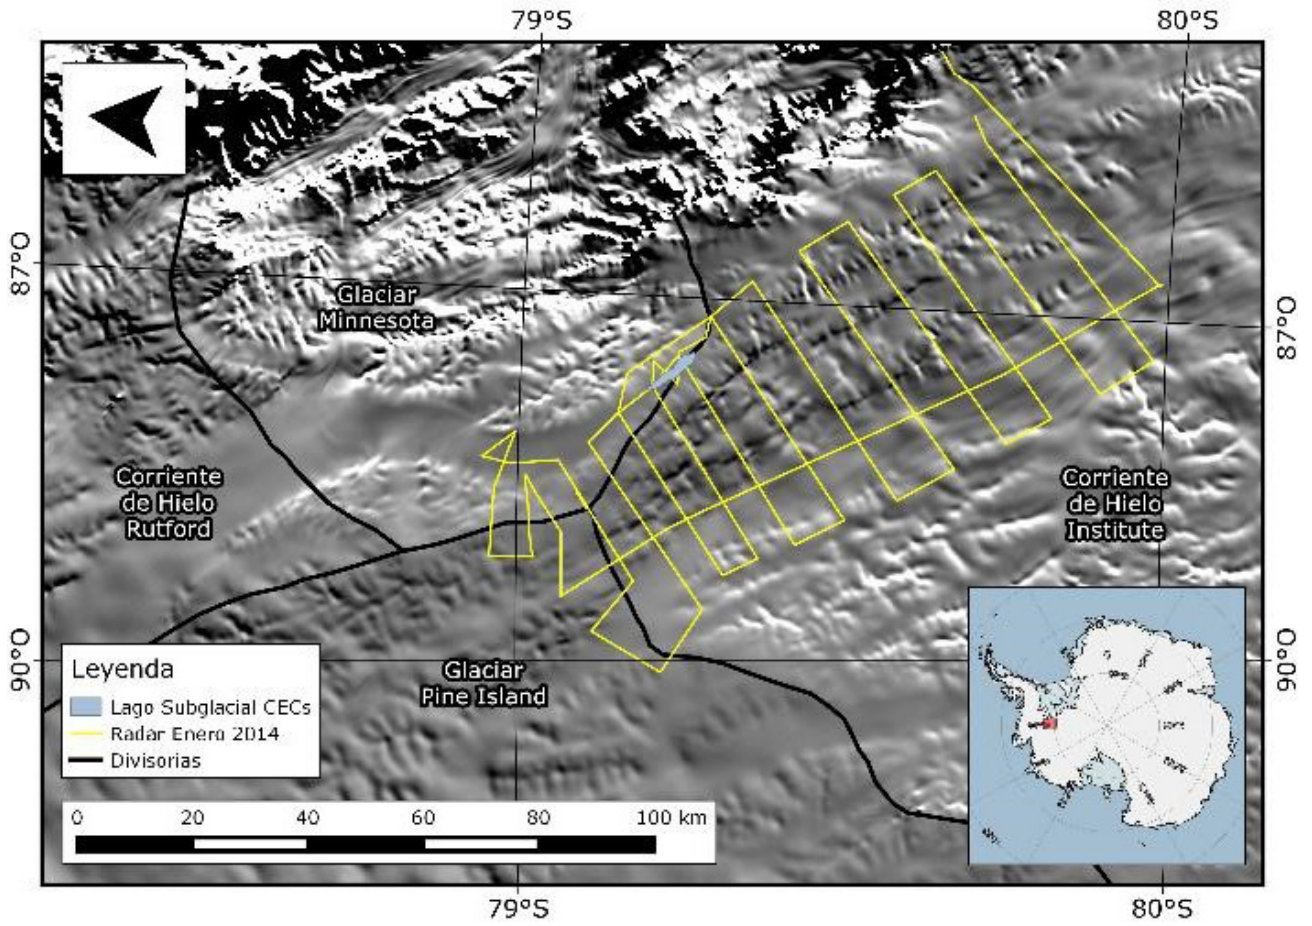 79°S
80°S
87°O
Glaciar
Minnesota
87°O
Corriente
de Hielo
Rutford
Corriente
de Hielo
Institute
90°O
Glaciar
Pine Island
90°O
Leyenda
Lago Subglacial CECs
Radar Enero 2014
Divisorias
0 20 40 60 80 100 km
79°S
80°S